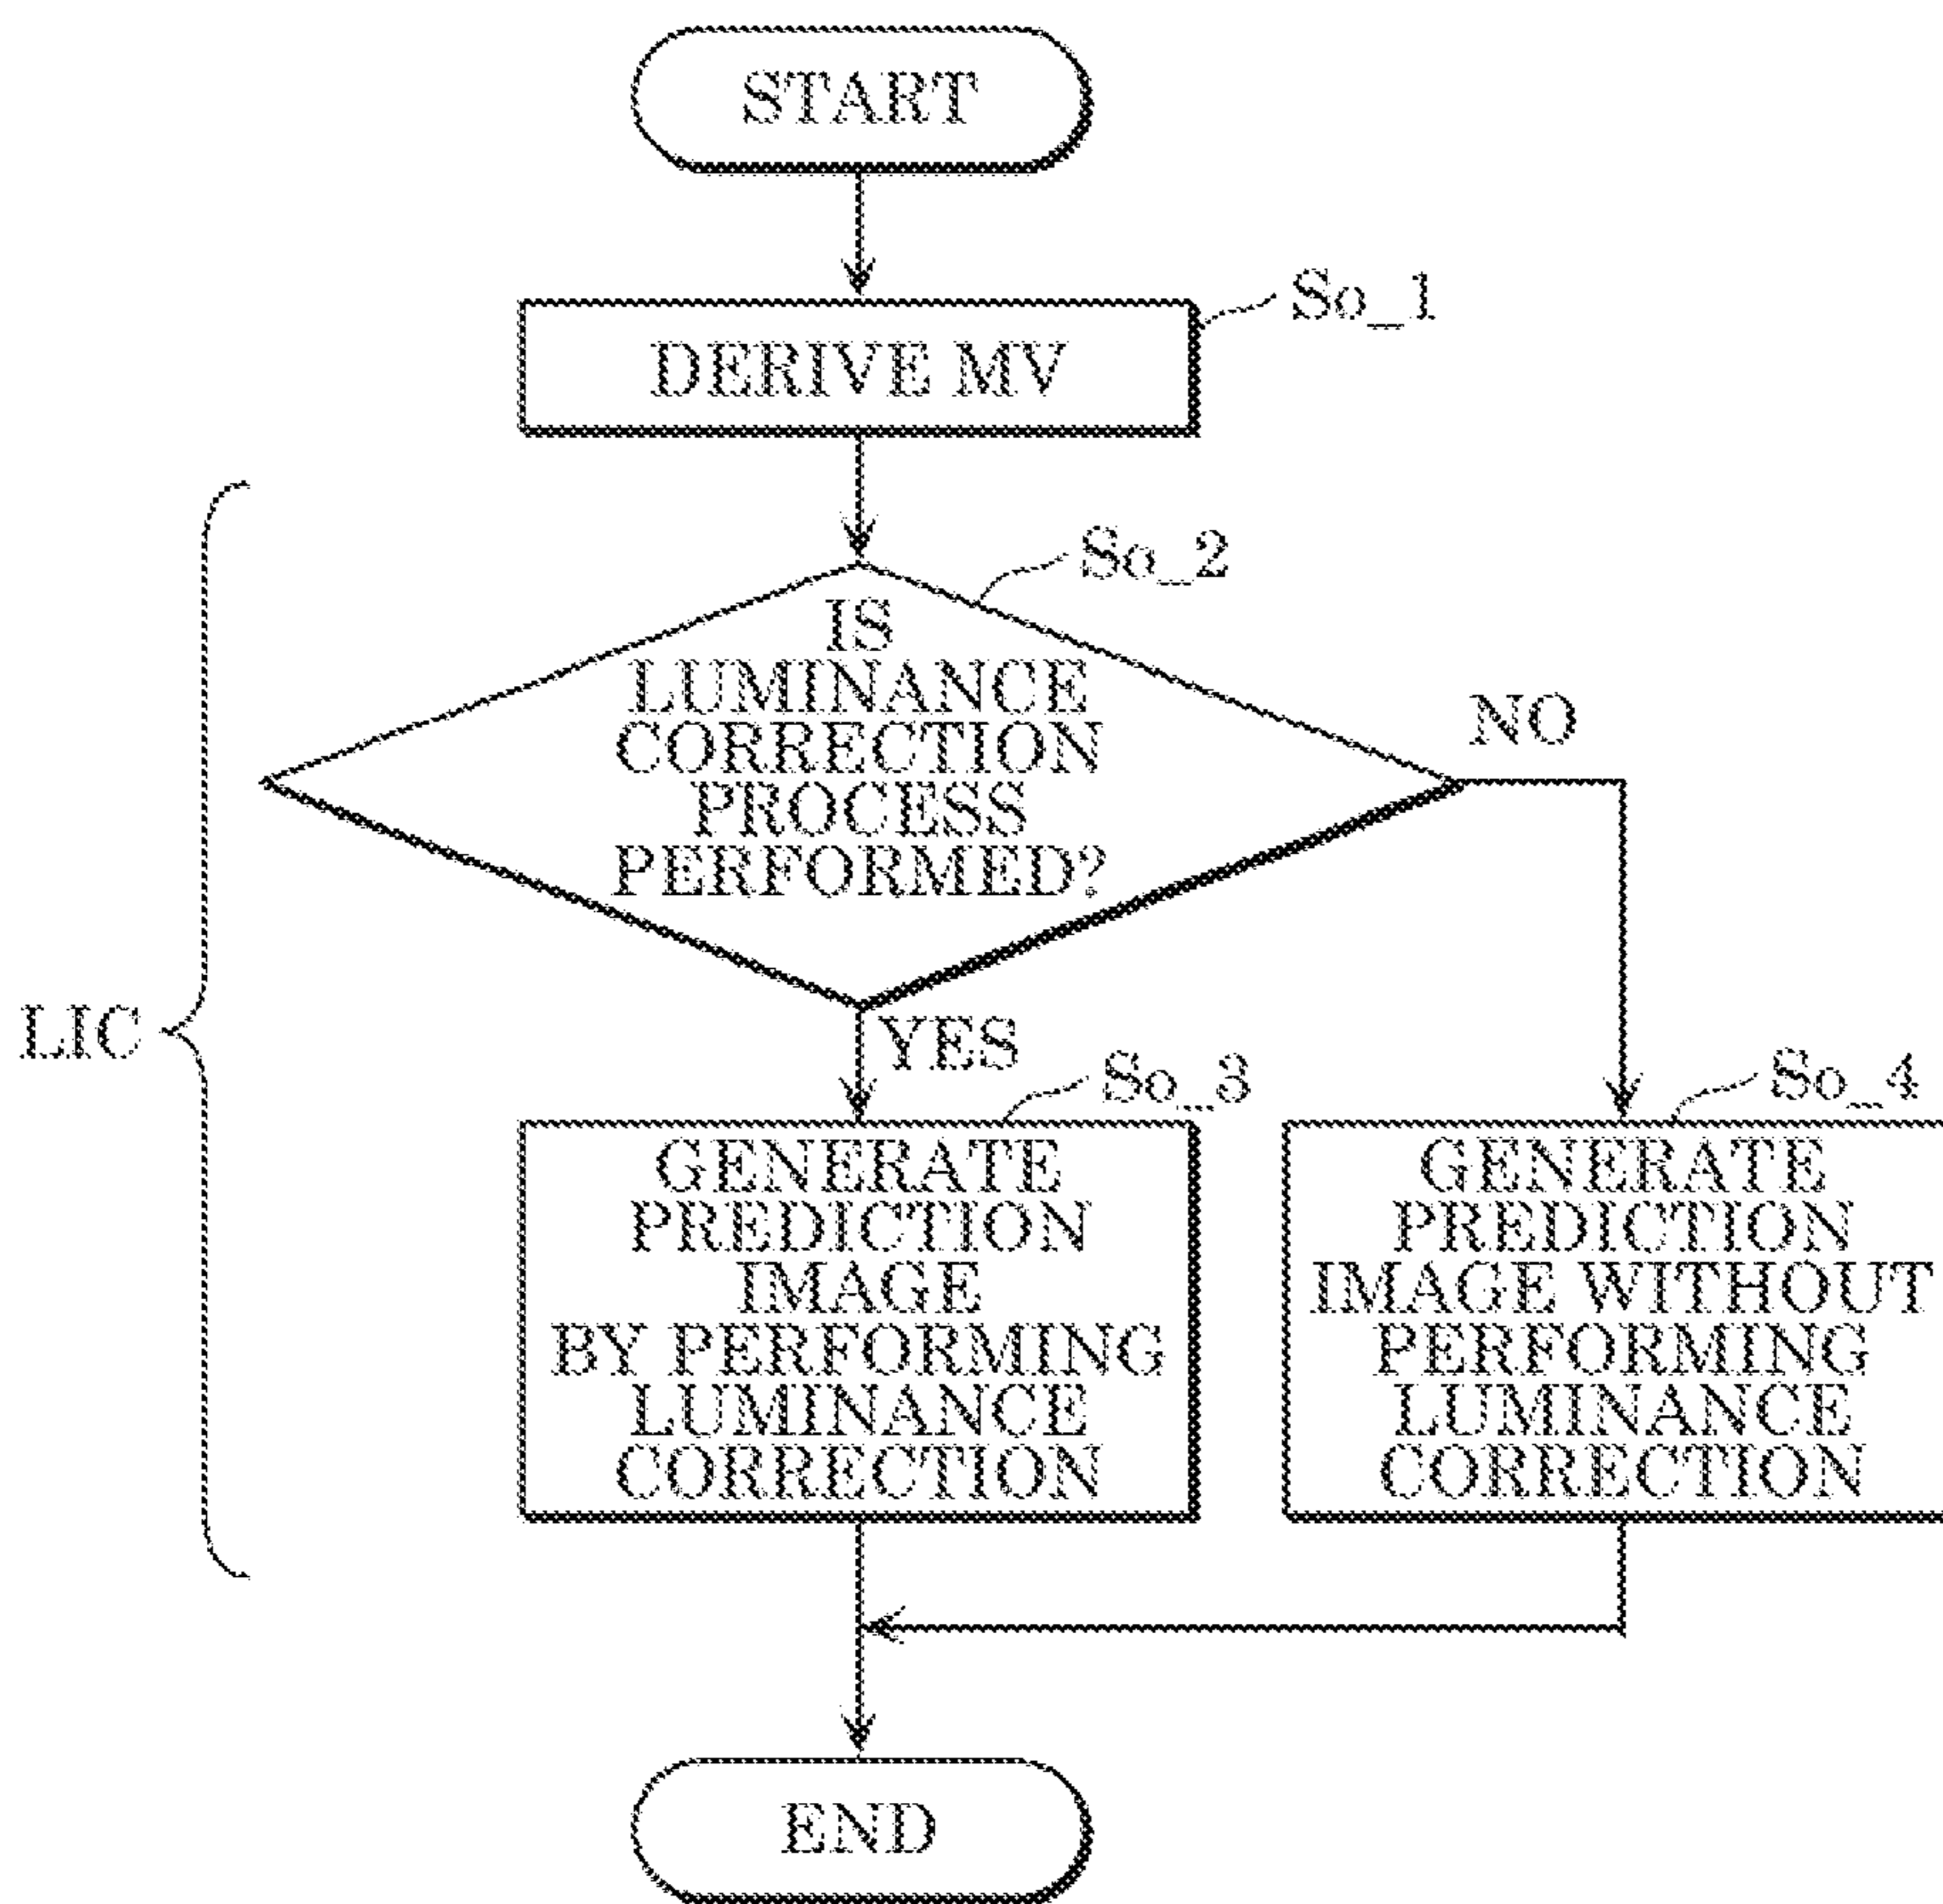 START
So_1
DERIVE MV
So_2
IS
LUMINANCE
CORRECTION
PROCESS
PERFORMED?
NO
LIC
YES
So_3
GENERATE
PREDICTION
IMAGE
BY PERFORMING
LUMINANCE
CORRECTION
So_4
GENERATE
PREDICTION
IMAGE WITHOUT
PERFORMING
LUMINANCE
CORRECTION
END